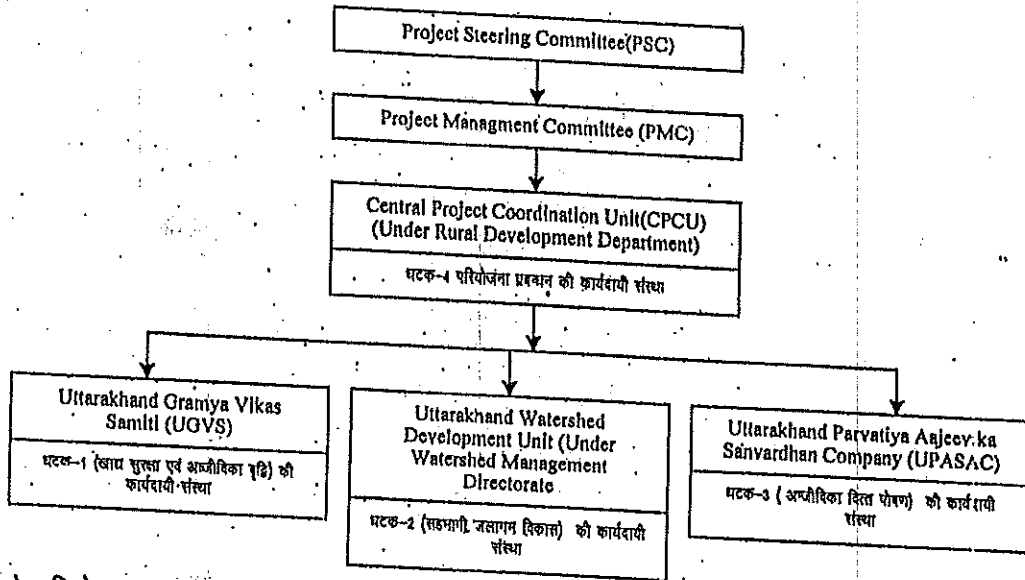 Project Steering Committee(PSC)
Project Managment Committee (PMC)
Central Project Coordination Unit(CPCU)
(Under Rural Development Department)
घटक-4 परियोजना प्रबन्धन की कार्यदायी संस्था
Uttarakhand Gramya Vikas
Samiti (UGVS)
घटक-1 (खाद्य सुरक्षा एवं आजीविका वृद्धि) की
कार्यदायी संस्था
Uttarakhand Watershed
Development Unit (Under
Watershed Management
Directorate
घटक-2 (सहभागी जलागम विकास) की कार्यदायी
संस्था
Uttarakhand Parvatiya Aajeevika
Sanvardhan Company (UPASAC)
घटक-3 (आजीविका वित्त पोषण) की कार्यदायी
संस्था